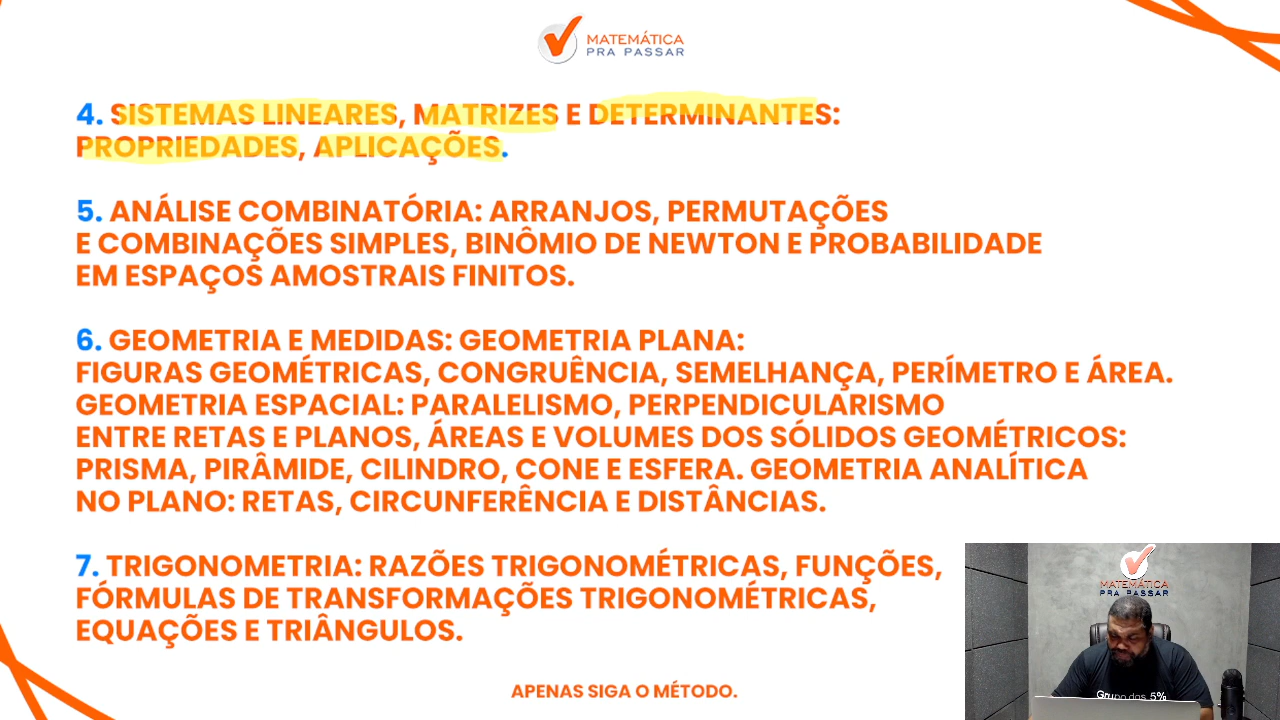 MATEMÁTICA
PRA PASSAR
4. SISTEMAS LINEARES, MATRIZES E DETERMINANTES:
PROPRIEDADES, APLICAÇÕES.
5. ANÁLISE COMBINATÓRIA: ARRANJOS, PERMUTAÇÕES
E COMBINAÇÕES SIMPLES, BINÔMIO DE NEWTON E PROBABILIDADE
EM ESPAÇOS AMOSTRAIS FINITOS.
6. GEOMETRIA E MEDIDAS: GEOMETRIA PLANA:
FIGURAS GEOMÉTRICAS, CONGRUÊNCIA, SEMELHANÇA, PERÍMETRO E ÁREA.
GEOMETRIA ESPACIAL: PARALELISMO, PERPENDICULARISMO
ENTRE RETAS E PLANOS, ÁREAS E VOLUMES DOS SÓLIDOS GEOMÉTRICOS:
PRISMA, PIRÂMIDE, CILINDRO, CONE E ESFERA. GEOMETRIA ANALÍTICA
NO PLANO: RETAS, CIRCUNFERÊNCIA E DISTÂNCIAS.
7. TRIGONOMETRIA: RAZÕES TRIGONOMÉTRICAS, FUNÇÕES,
FÓRMULAS DE TRANSFORMAÇÕES TRIGONOMÉTRICAS,
EQUAÇÕES E TRIÂNGULOS.
MATEMÁTICA
PRA PASSAR
Grupo dos 5%
APENAS SIGA O MÉTODO.